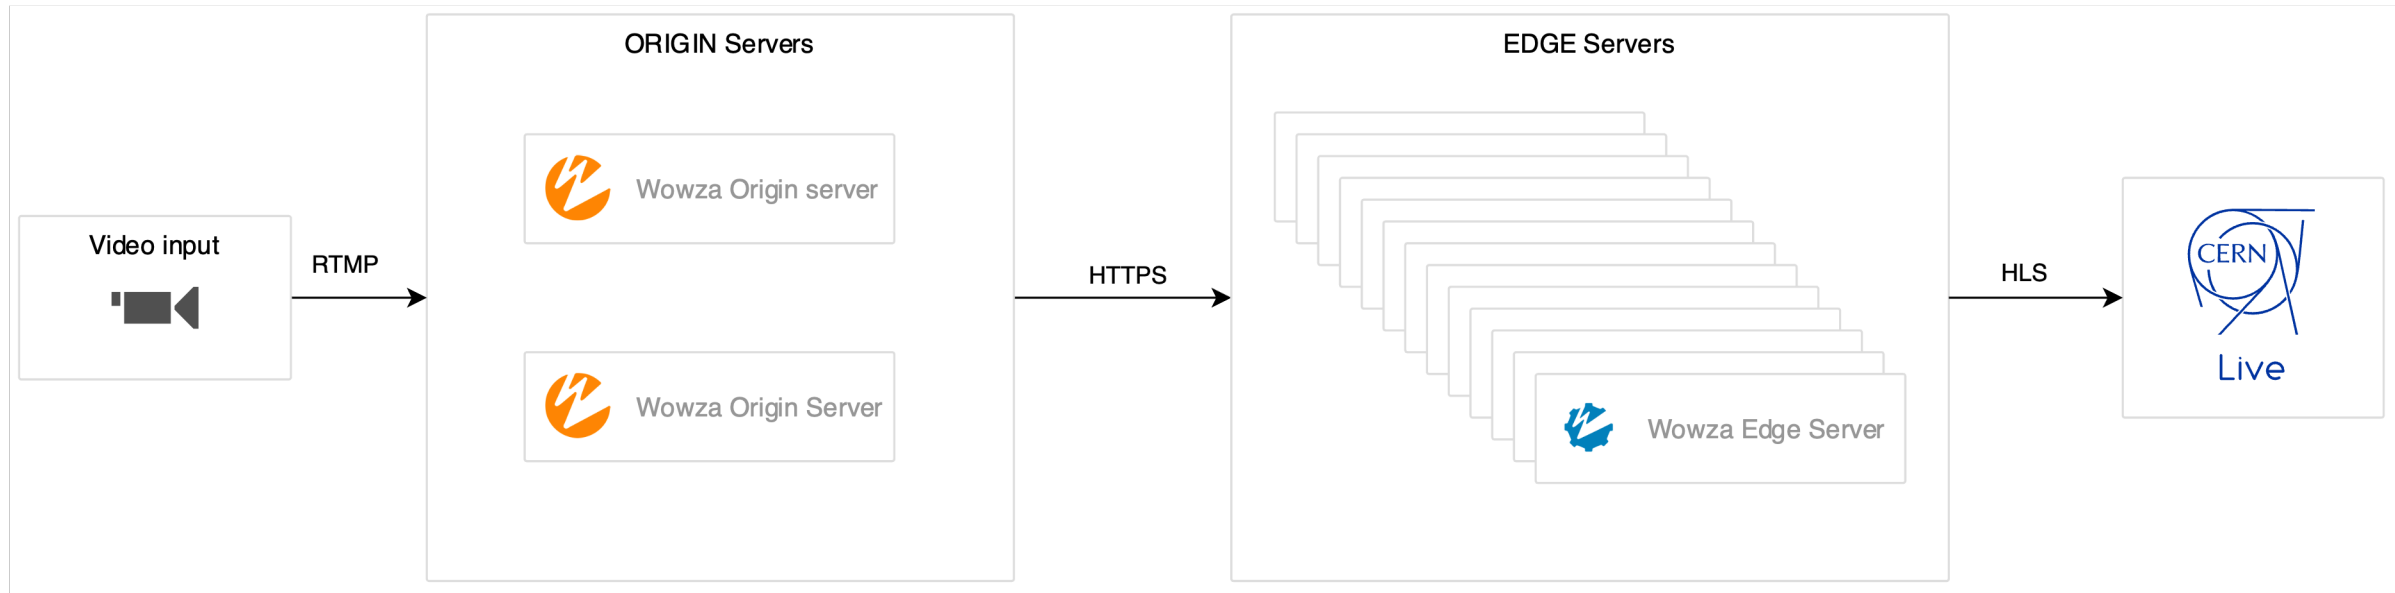 Video input
RTMP
ORIGIN Servers
Wowza Origin server
Wowza Origin Server
HTTPS
EDGE Servers
Wowza Edge Server
HLS
CERN
Live